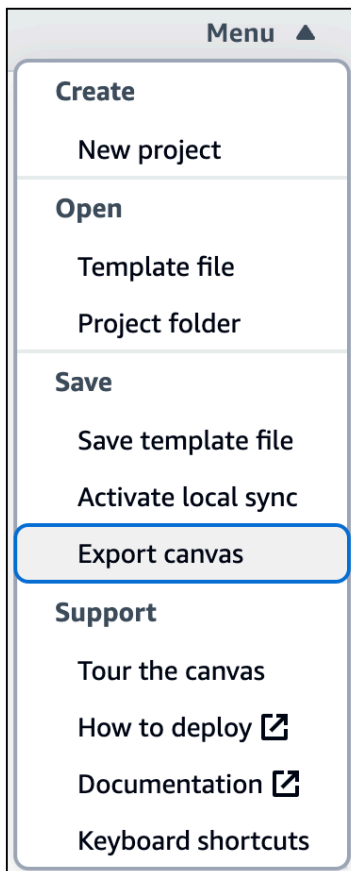 Menu
Create
New project
Open
Template file
Project folder
Save
Save template file
Activate local sync
Export canvas
Support
Tour the canvas
How to deploy
Documentation
Keyboard shortcuts